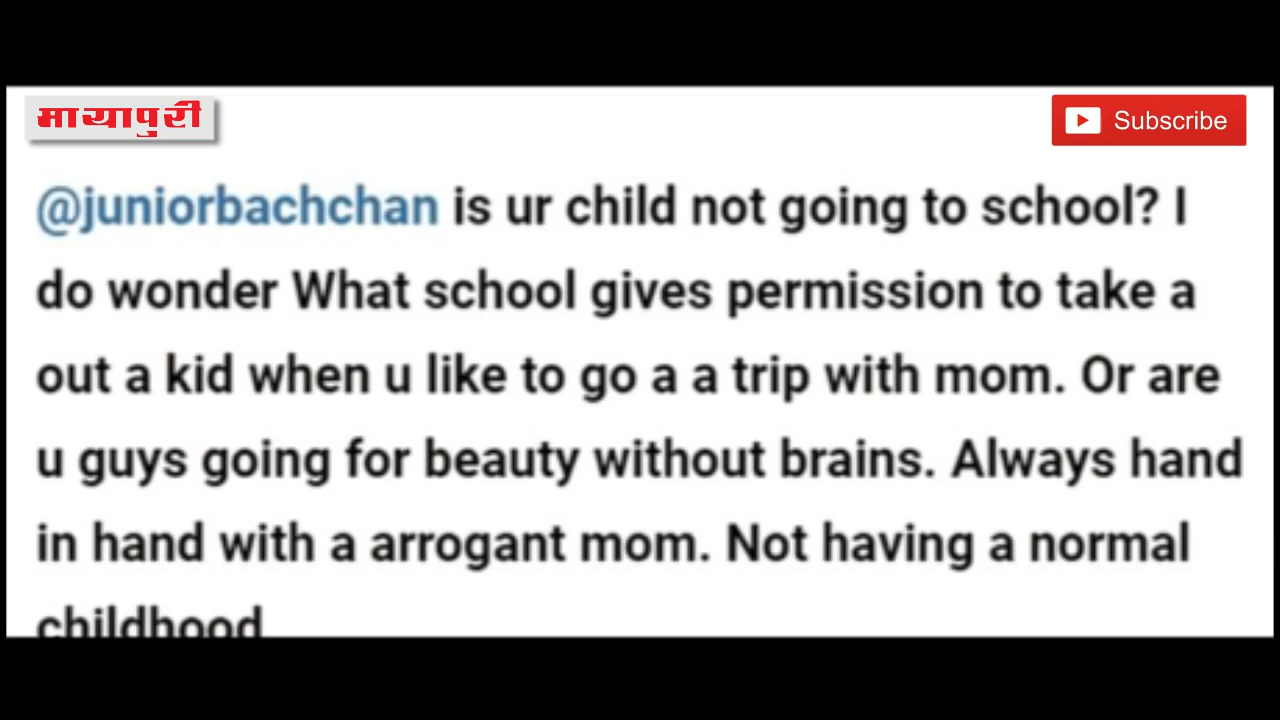 मायापुरी
Subscribe
@juniorbachchan is ur child not going to school? I
do wonder What school gives permission to take a
out a kid when u like to go a a trip with mom. Or are
u guys going for beauty without brains. Always hand
in hand with a arrogant mom. Not having a normal
childhood